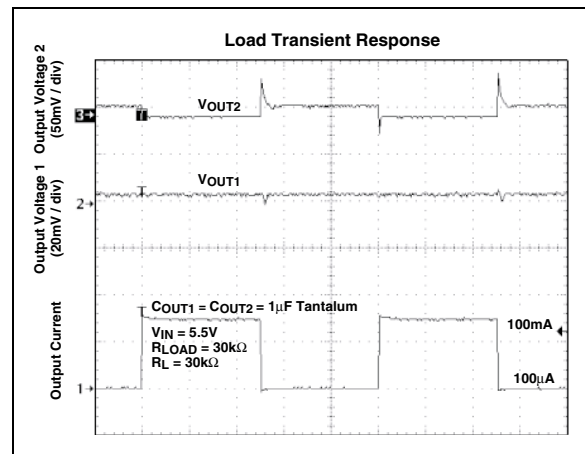 Load Transient Response
Output Voltage 2
(50mV / div)
3
T
VOUT2
Output Voltage 1
(20mV / div)
2
VOUT1
Output Current
COUT1 = COUT2 = 1μF Tantalum
VIN = 5.5V
RLOAD = 30kΩ
RL = 30kΩ
100mA
1
100μA